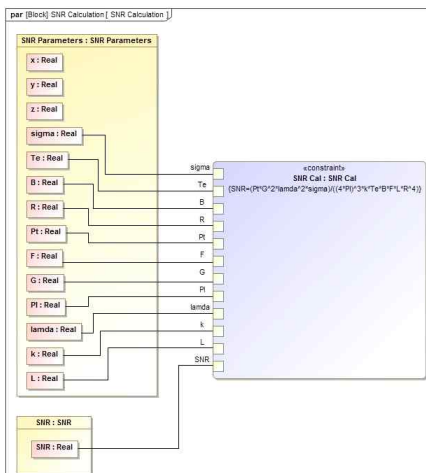 par [Block] SNR Calculation [ SNR Calculation ]
SNR Parameters : SNR Parameters
x : Real
y : Real
z : Real
sigma : Real
Te : Real
B : Real
R : Real
Pt : Real
F : Real
G : Real
PI : Real
lamda : Real
k : Real
L : Real
sigma
Te
B
R
Pt
F
G
PI
lamda
k
L
SNR
«constraint»
SNR Cal : SNR Cal
{SNR=(Pt*G^2*lamda^2*sigma)/((4*PI)^3*k*Te*B*F*L*R^4)}
SNR : SNR
SNR : Real